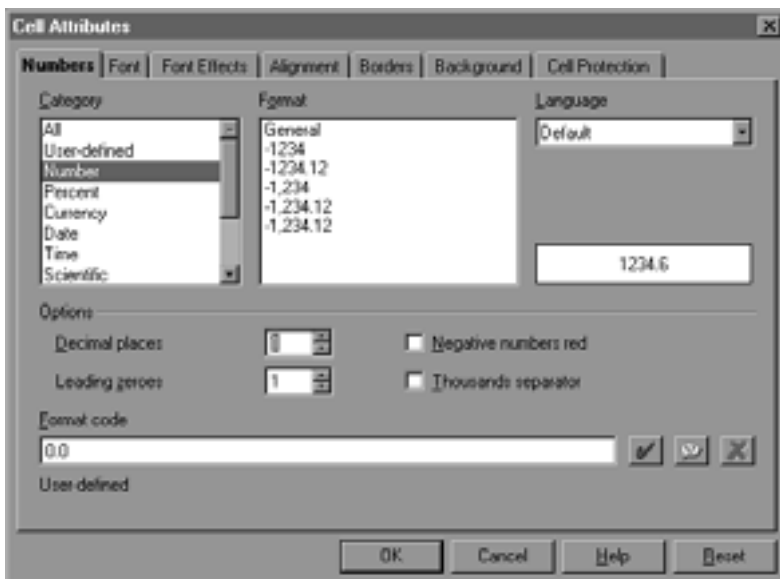 Cell Attributes
Numbers Font Font Effects Alignment Borders Background Cell Protection
Category Format Language
All General Default
User-defined -1234
Number -1234.12
Percent -1,234
Currency -1,234.12
Date -1,234.12
Time
Scientific 1234.6
Options
Decimal places Negative numbers red
Leading zeroes 1 Thousands separator
Format code
0.0
User-defined
OK Cancel Help Reset